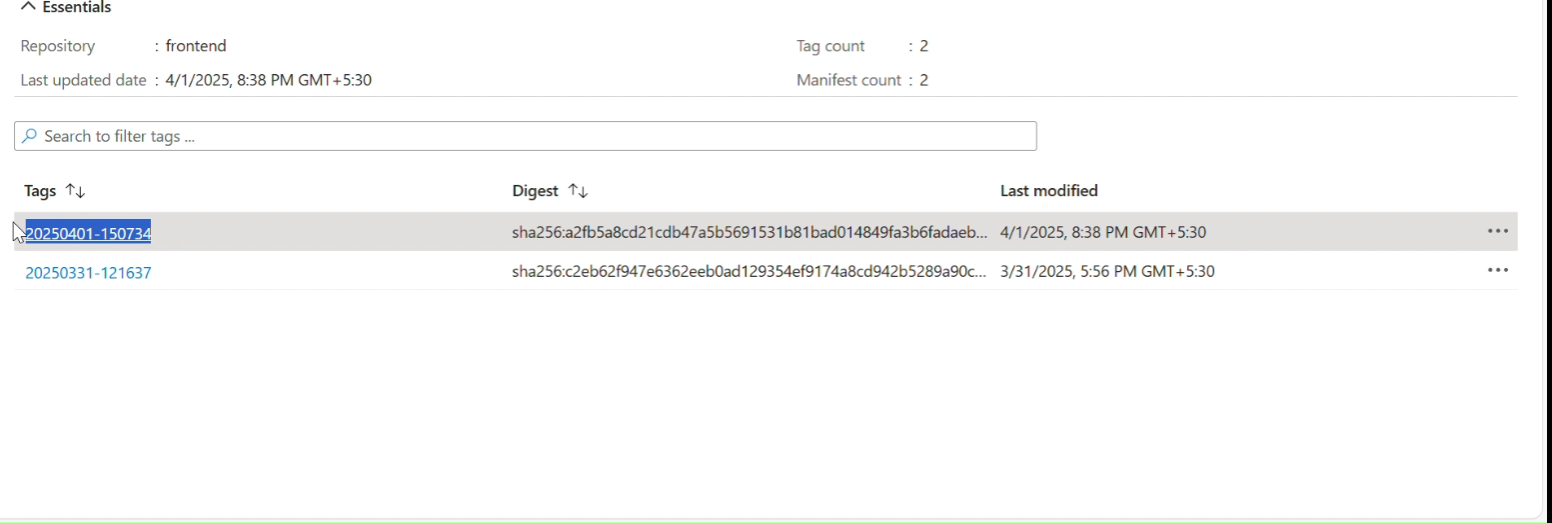 Essentials
Repository : frontend Tag count : 2
Last updated date : 4/1/2025, 8:38 PM GMT+5:30 Manifest count : 2
Search to filter tags ...
Tags ↑↓ Digest ↑↓ Last modified
20250401-150734 sha256:a2fb5a8cd21cdb47a5b5691531b81bad014849fa3b6fadaeb... 4/1/2025, 8:38 PM GMT+5:30 ...
20250331-121637 sha256:c2eb62f947e6362eeb0ad129354ef9174a8cd942b5289a90c... 3/31/2025, 5:56 PM GMT+5:30 ...